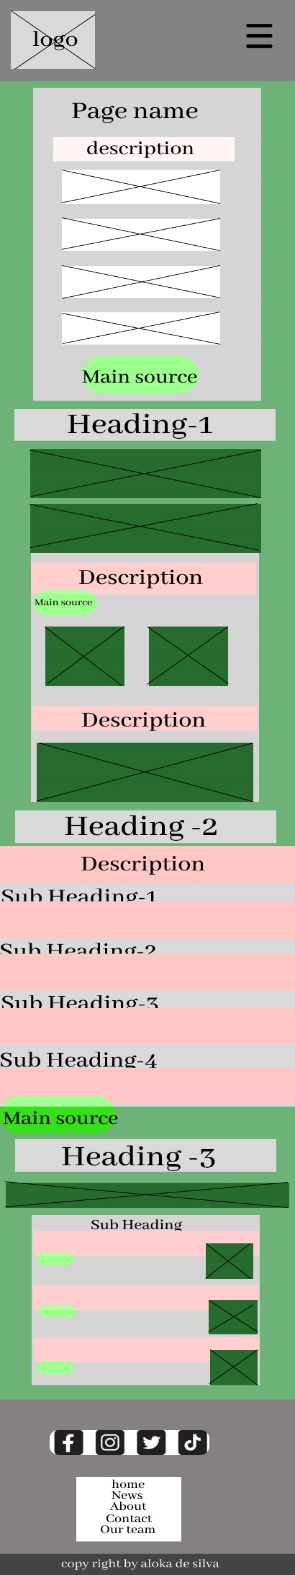 logo
Page name
description
Main source
Heading-1
Description
Main source
Description
Heading -2
Description
Sub Heading-1
Sub Heading-2
Sub Heading-3
Sub Heading-4
Main source
Heading -3
Sub Heading
home
News
About
Contact
Our team
copy right by aloka de silva